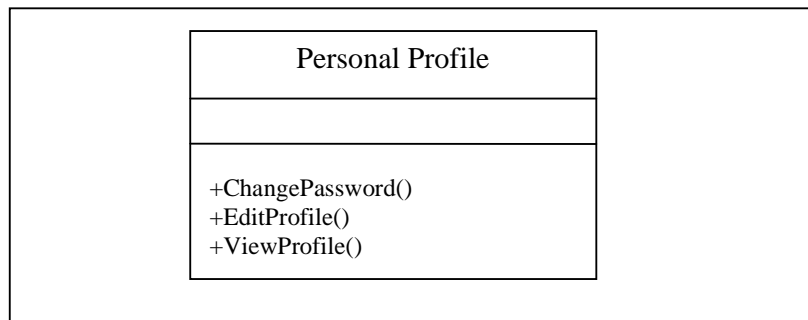 Personal Profile
+ChangePassword()
+EditProfile()
+ViewProfile()